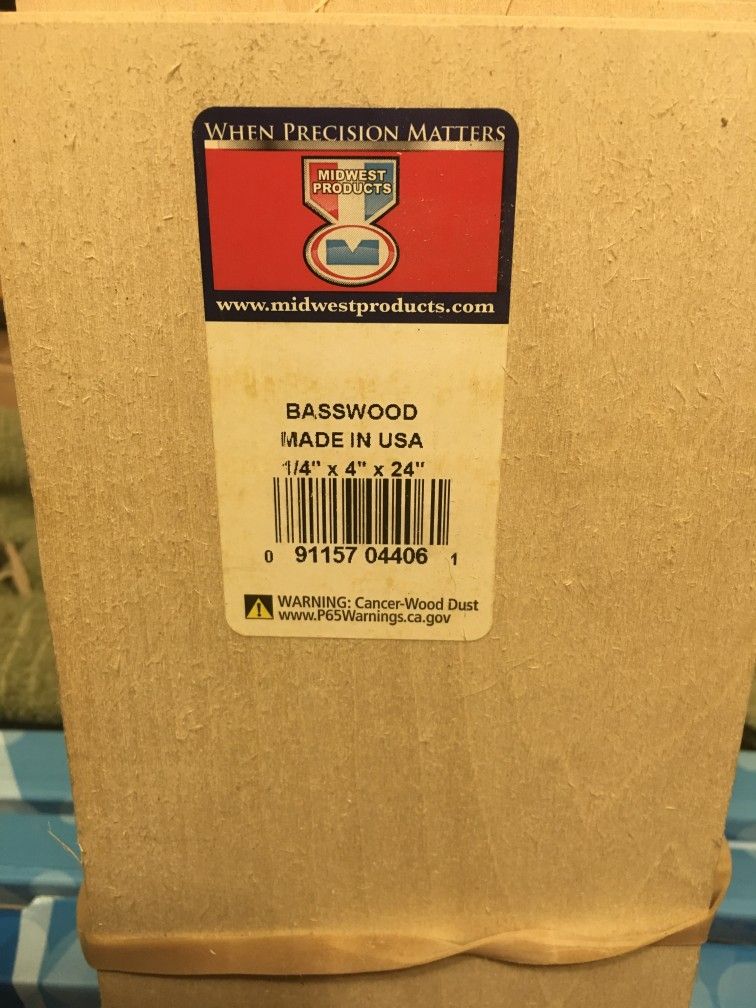 WHEN PRECISION MATTERS
MIDWEST
PRODUCTS
M
www.midwestproducts.com
BASSWOOD
MADE IN USA
1/4" x 4" x 24"
0 91157 04406 1
WARNING: Cancer-Wood Dust
www.P65Warnings.ca.gov